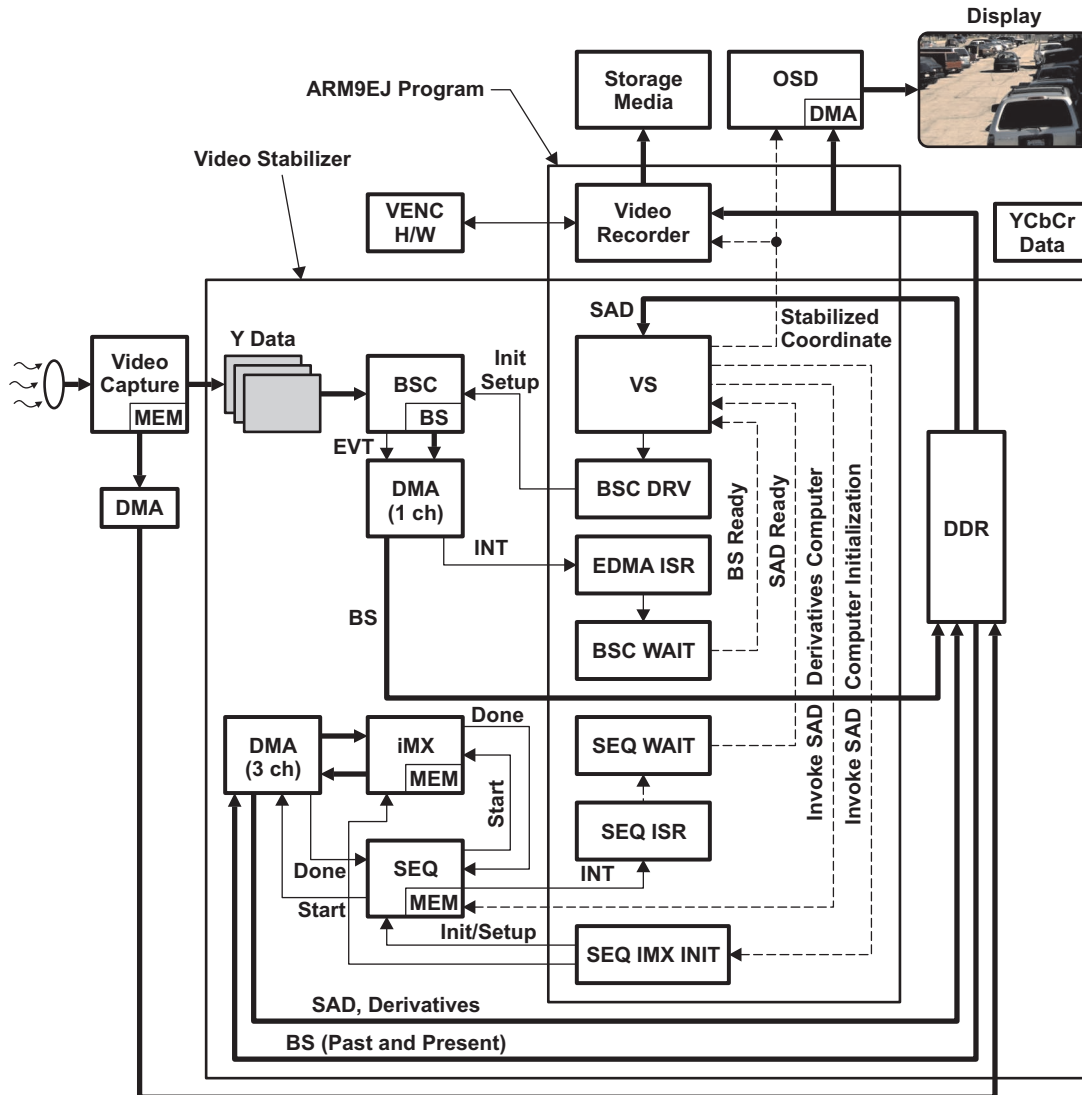 Display
ARM9EJ Program
Storage
Media
OSD
DMA
Video Stabilizer
VENC
H/W
Video
Recorder
YCbCr
Data
SAD
Stabilized
Coordinate
Y Data
Video
Capture
MEM
BSC
BS
Init
Setup
VS
EVT
DMA
DMA
(1 ch)
BSC DRV
DDR
INT
EDMA ISR
BS
BSC WAIT
BS Ready
SAD Ready
Invoke SAD Derivatives Computer
Invoke SAD Computer Initialization
DMA
(3 ch)
iMX
MEM
Done
Start
SEQ WAIT
SEQ ISR
Done
SEQ
MEM
INT
Start
Init/Setup
SEQ IMX INIT
SAD, Derivatives
BS (Past and Present)